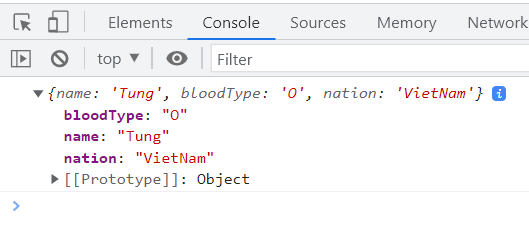 Elements Console Sources Memory Network
top Filter
{name: 'Tung', bloodType: 'O', nation: 'VietNam'} i
bloodType: "O"
name: "Tung"
nation: "VietNam"
[[Prototype]]: Object
>